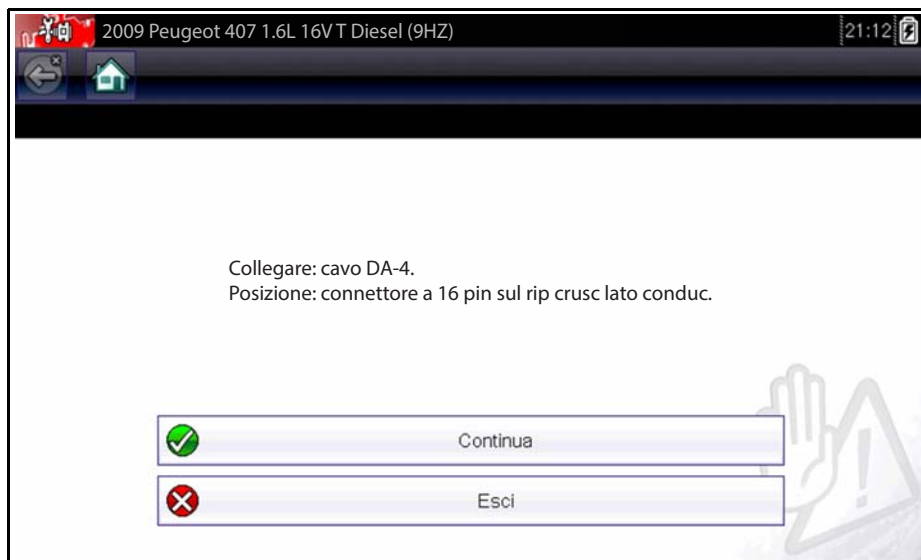 2009 Peugeot 407 1.6L 16V T Diesel (9HZ)
21:12
Collegare: cavo DA-4.
Posizione: connettore a 16 pin sul rip crusc lato conduc.
Continua
Esci